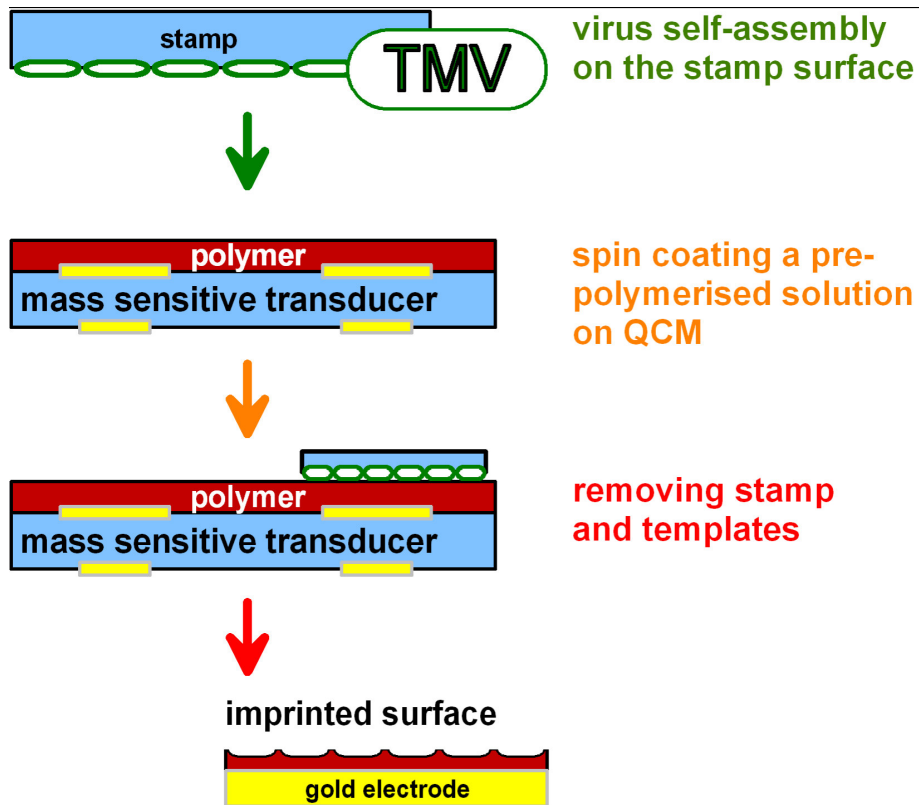 stamp
TMV
virus self-assembly
on the stamp surface
polymer
mass sensitive transducer
spin coating a pre-
polymerised solution
on QCM
polymer
mass sensitive transducer
removing stamp
and templates
imprinted surface
gold electrode